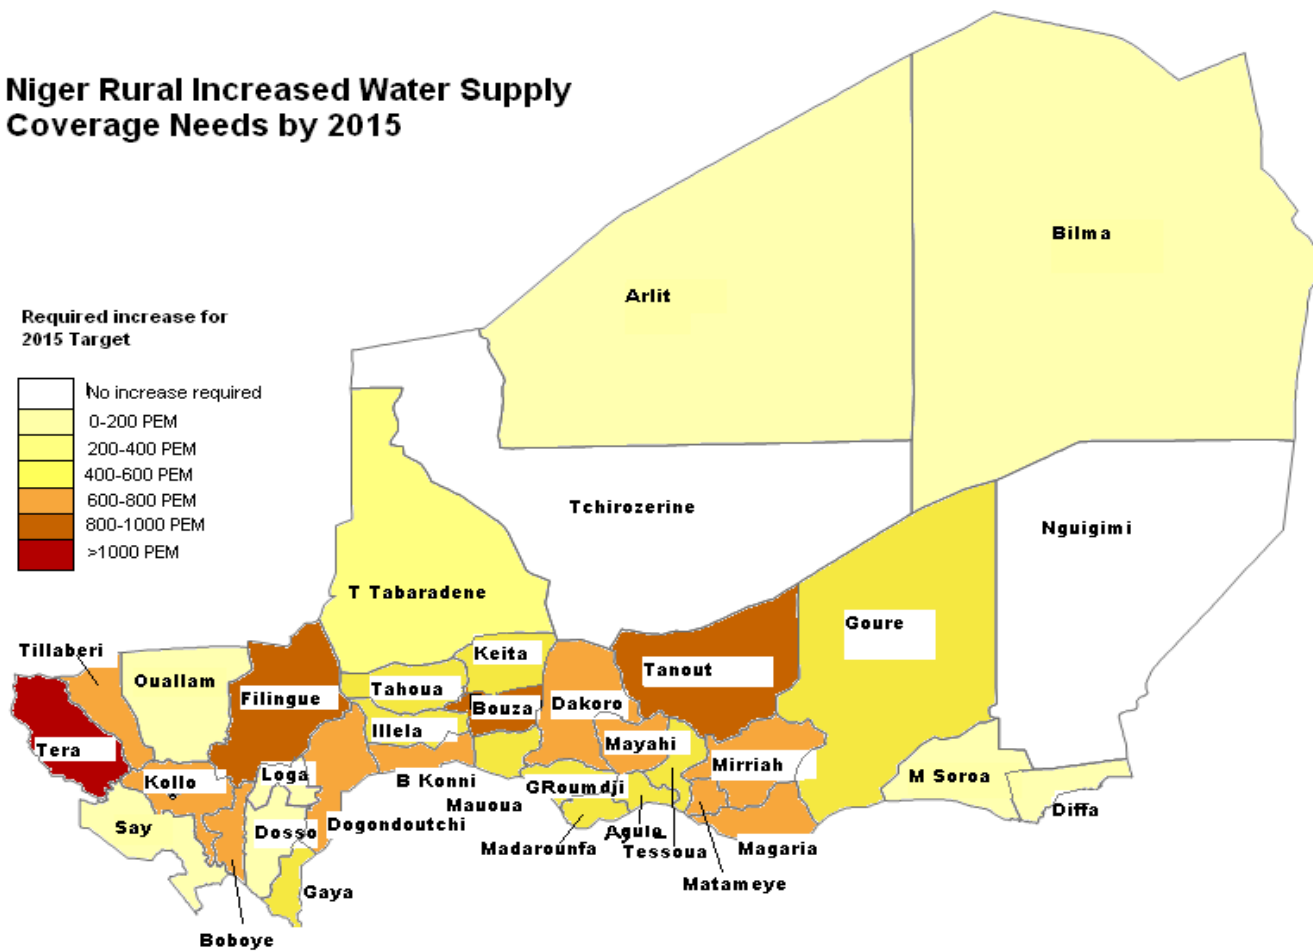 Niger Rural Increased Water Supply
Coverage Needs by 2015
Bilma
Arlit
Required increase for
2015 Target
No increase required
0-200 PEM
200-400 PEM
400-600 PEM
600-800 PEM
800-1000 PEM
>1000 PEM
Tchirozerine
Nguigimi
T Tabaradene
Goure
Tillaberi
Keita
Ouallam
Tanout
Tahoua
Filingue
Bouza
Dakoro
Illela
Tera
Mayahi
Mirriah
Loga
Kollo
B Konni
M Soroa
GRoumdji
Mauoua
Diffa
Say
Dosso
Dogondoutchi
Madarounfa
Tessoua
Magaria
Matameye
Gaya
Boboye